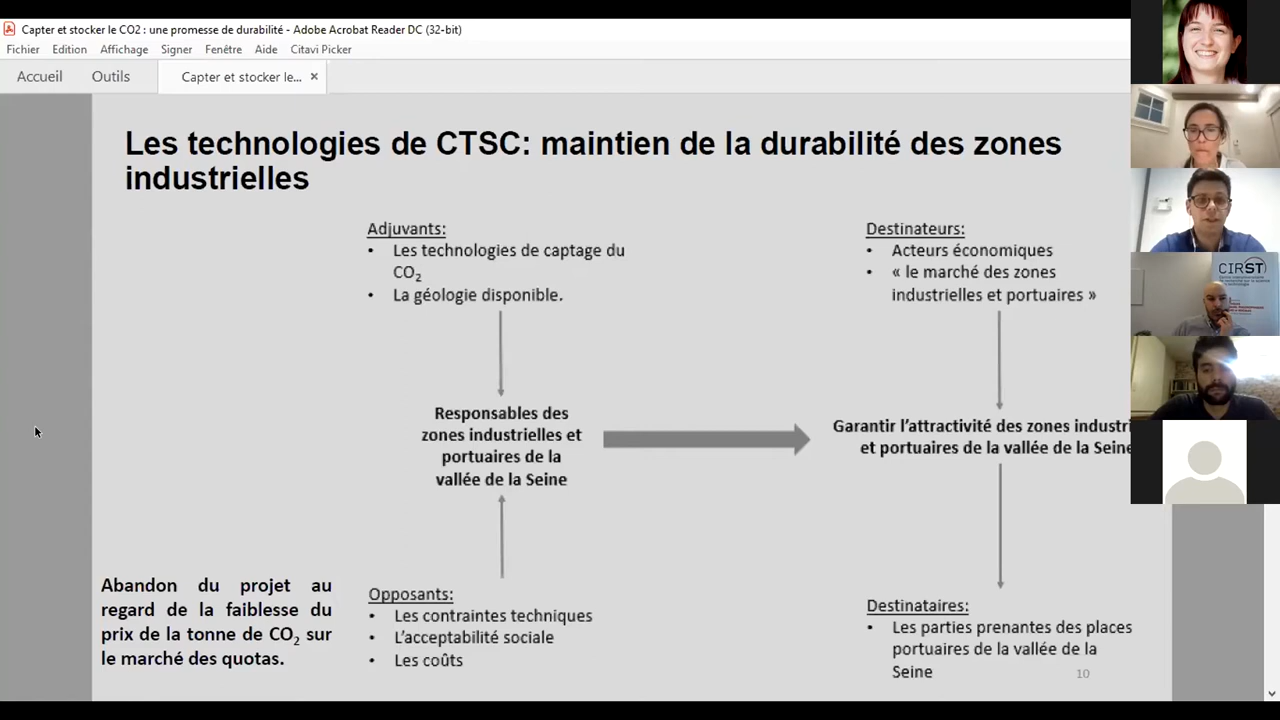 Capter et stocker le CO2 : une promesse de durabilité - Adobe Acrobat Reader DC (32-bit)
Fichier Edition Affichage Signer Fenêtre Aide Citavi Picker
Accueil Outils Capter et stocker le... ×
Les technologies de CTSC: maintien de la durabilité des zones
industrielles
Adjuvants:
• Les technologies de captage du
CO₂
• La géologie disponible.
Destinateurs:
• Acteurs économiques
• « le marché des zones
industrielles et portuaires »
Responsables des
zones industrielles et
portuaires de la
vallée de la Seine
Garantir l'attractivité des zones industri
et portuaires de la vallée de la Seine
Abandon du projet au
regard de la faiblesse du
prix de la tonne de CO₂ sur
le marché des quotas.
Opposants:
• Les contraintes techniques
• L'acceptabilité sociale
• Les coûts
Destinataires:
• Les parties prenantes des places
portuaires de la vallée de la
Seine
10
CIRST